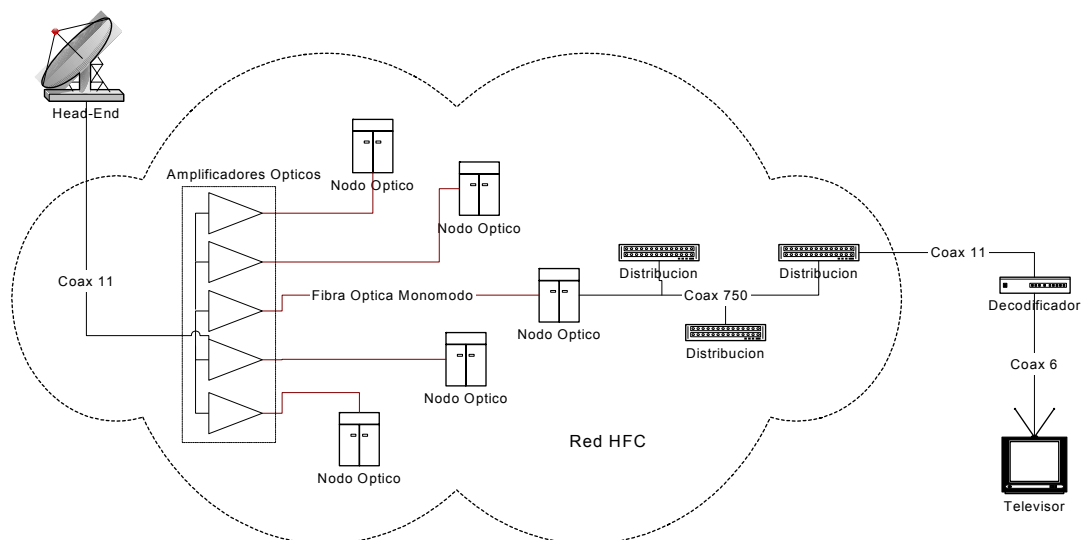 Head-End
Amplificadores Opticos
Nodo Optico
Nodo Optico
Coax 11
Fibra Optica Monomodo
Nodo Optico
Distribucion
Distribucion
Coax 750
Distribucion
Coax 11
Decodificador
Coax 6
Nodo Optico
Nodo Optico
Red HFC
Televisor